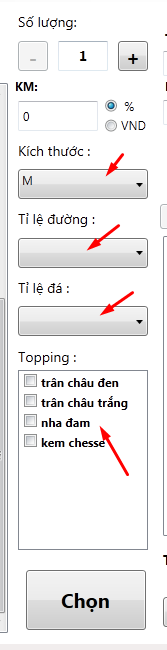 Số lượng:
- 1 +
KM:
0 %
VND
Kích thước :
M
Tỉ lệ đường :
Tỉ lệ đá :
Topping :
trân châu đen
trân châu trắng
nha đam
kem chesse
Chọn